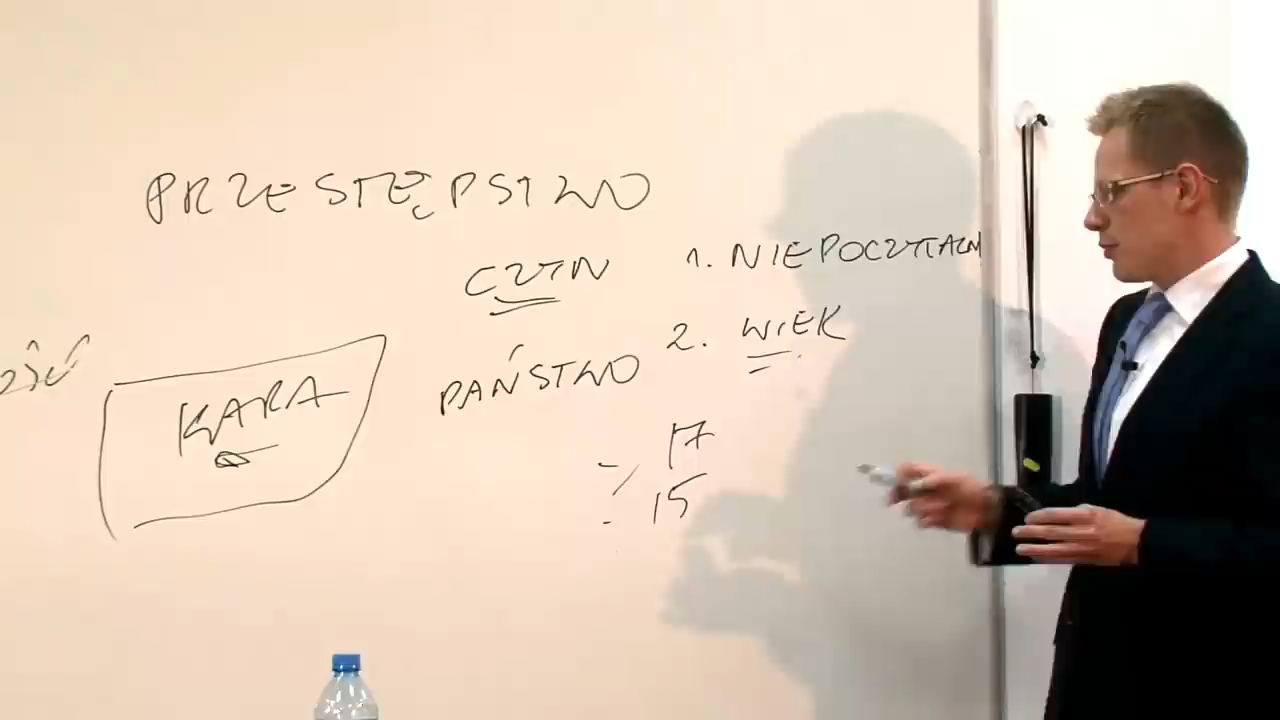 PRZESTĘPSTWO
CZYN
1. NIEPOCZYTALN
2. WIEK
KARA
PAŃSTWO
17
15